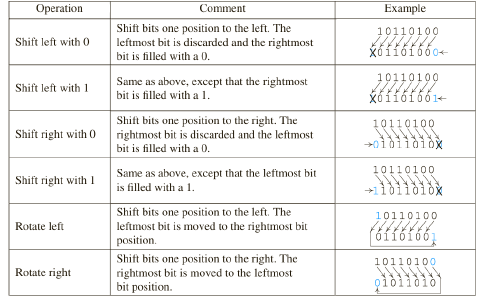 Operation Comment Example
Shift left with 0
Shift bits one position to the left. The
leftmost bit is discarded and the rightmost
bit is filled with a 0.
10110100
X01101000←
Shift left with 1
Same as above, except that the rightmost
bit is filled with a 1.
10110100
X01101001←
Shift right with 0
Shift bits one position to the right. The
rightmost bit is discarded and the leftmost
bit is filled with a 0.
10110100
→01011010X
Shift right with 1
Same as above, except that the leftmost bit
is filled with a 1.
10110100
→11011010X
Rotate left
Shift bits one position to the left. The
leftmost bit is moved to the rightmost bit
position.
10110100
01101001
Rotate right
Shift bits one position to the right. The
rightmost bit is moved to the leftmost
bit position.
10110100
01011010